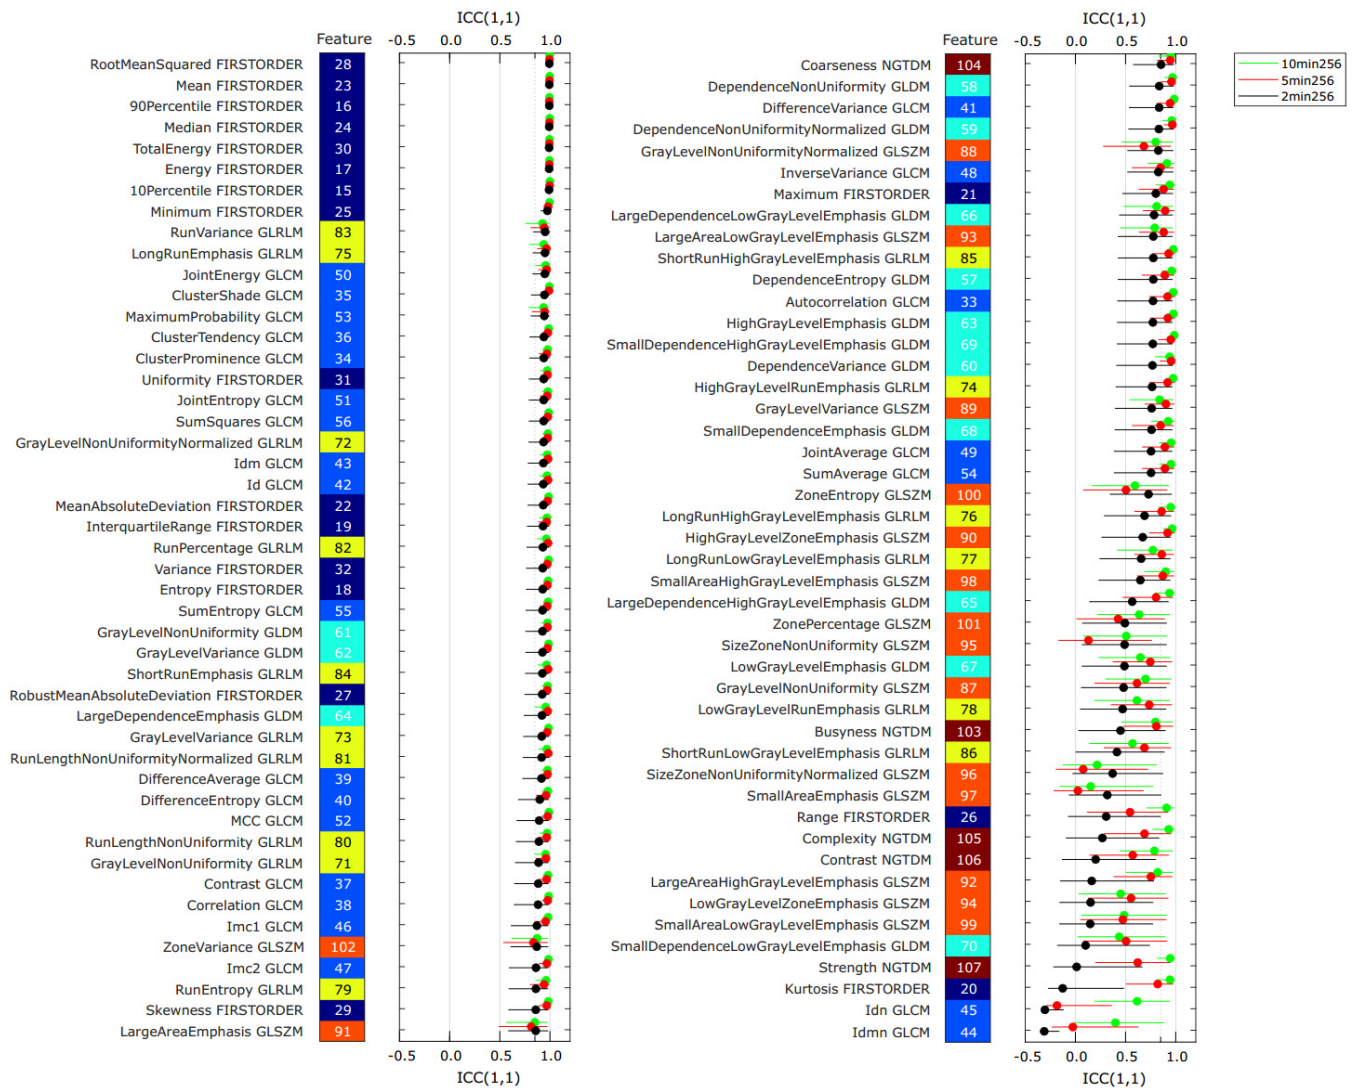 ICC(1,1)
Feature -0.5 0.0 0.5 1.0
RootMeanSquared FIRSTORDER 28
Mean FIRSTORDER 23
90Percentile FIRSTORDER 16
Median FIRSTORDER 24
TotalEnergy FIRSTORDER 30
Energy FIRSTORDER 17
10Percentile FIRSTORDER 15
Minimum FIRSTORDER 25
RunVariance GLRLM 83
LongRunEmphasis GLRLM 75
JointEnergy GLCM 50
ClusterShade GLCM 35
MaximumProbability GLCM 53
ClusterTendency GLCM 36
ClusterProminence GLCM 34
Uniformity FIRSTORDER 31
JointEntropy GLCM 51
SumSquares GLCM 56
GrayLevelNonUniformityNormalized GLRLM 72
Idm GLCM 43
Id GLCM 42
MeanAbsoluteDeviation FIRSTORDER 22
InterquartileRange FIRSTORDER 19
RunPercentage GLRLM 82
Variance FIRSTORDER 32
Entropy FIRSTORDER 18
SumEntropy GLCM 55
GrayLevelNonUniformity GLDM 61
GrayLevelVariance GLDM 62
ShortRunEmphasis GLRLM 84
RobustMeanAbsoluteDeviation FIRSTORDER 27
LargeDependenceEmphasis GLDM 64
GrayLevelVariance GLRLM 73
RunLengthNonUniformityNormalized GLRLM 81
DifferenceAverage GLCM 39
DifferenceEntropy GLCM 40
MCC GLCM 52
RunLengthNonUniformity GLRLM 80
GrayLevelNonUniformity GLRLM 71
Contrast GLCM 37
Correlation GLCM 38
Imc1 GLCM 46
ZoneVariance GLSZM 102
Imc2 GLCM 47
RunEntropy GLRLM 79
Skewness FIRSTORDER 29
LargeAreaEmphasis GLSZM 91
-0.5 0.0 0.5 1.0
ICC(1,1)
ICC(1,1)
Feature -0.5 0.0 0.5 1.0
Coarseness NGTDM 104
DependenceNonUniformity GLDM 58
DifferenceVariance GLCM 41
DependenceNonUniformityNormalized GLDM 59
GrayLevelNonUniformityNormalized GLSZM 88
InverseVariance GLCM 48
Maximum FIRSTORDER 21
LargeDependenceLowGrayLevelEmphasis GLDM 66
LargeAreaLowGrayLevelEmphasis GLSZM 93
ShortRunHighGrayLevelEmphasis GLRLM 85
DependenceEntropy GLDM 57
Autocorrelation GLCM 33
HighGrayLevelEmphasis GLDM 63
SmallDependenceHighGrayLevelEmphasis GLDM 69
DependenceVariance GLDM 60
HighGrayLevelRunEmphasis GLRLM 74
GrayLevelVariance GLSZM 89
SmallDependenceEmphasis GLDM 68
JointAverage GLCM 49
SumAverage GLCM 54
ZoneEntropy GLSZM 100
LongRunHighGrayLevelEmphasis GLRLM 76
HighGrayLevelZoneEmphasis GLSZM 90
LongRunLowGrayLevelEmphasis GLRLM 77
SmallAreaHighGrayLevelEmphasis GLSZM 98
LargeDependenceHighGrayLevelEmphasis GLDM 65
ZonePercentage GLSZM 101
SizeZoneNonUniformity GLSZM 95
LowGrayLevelEmphasis GLDM 67
GrayLevelNonUniformity GLSZM 87
LowGrayLevelRunEmphasis GLRLM 78
Busyness NGTDM 103
ShortRunLowGrayLevelEmphasis GLRLM 86
SizeZoneNonUniformityNormalized GLSZM 96
SmallAreaEmphasis GLSZM 97
Range FIRSTORDER 26
Complexity NGTDM 105
Contrast NGTDM 106
LargeAreaHighGrayLevelEmphasis GLSZM 92
LowGrayLevelZoneEmphasis GLSZM 94
SmallAreaLowGrayLevelEmphasis GLSZM 99
SmallDependenceLowGrayLevelEmphasis GLDM 70
Strength NGTDM 107
Kurtosis FIRSTORDER 20
Idn GLCM 45
Idmn GLCM 44
-0.5 0.0 0.5 1.0
ICC(1,1)
10min256
5min256
2min256